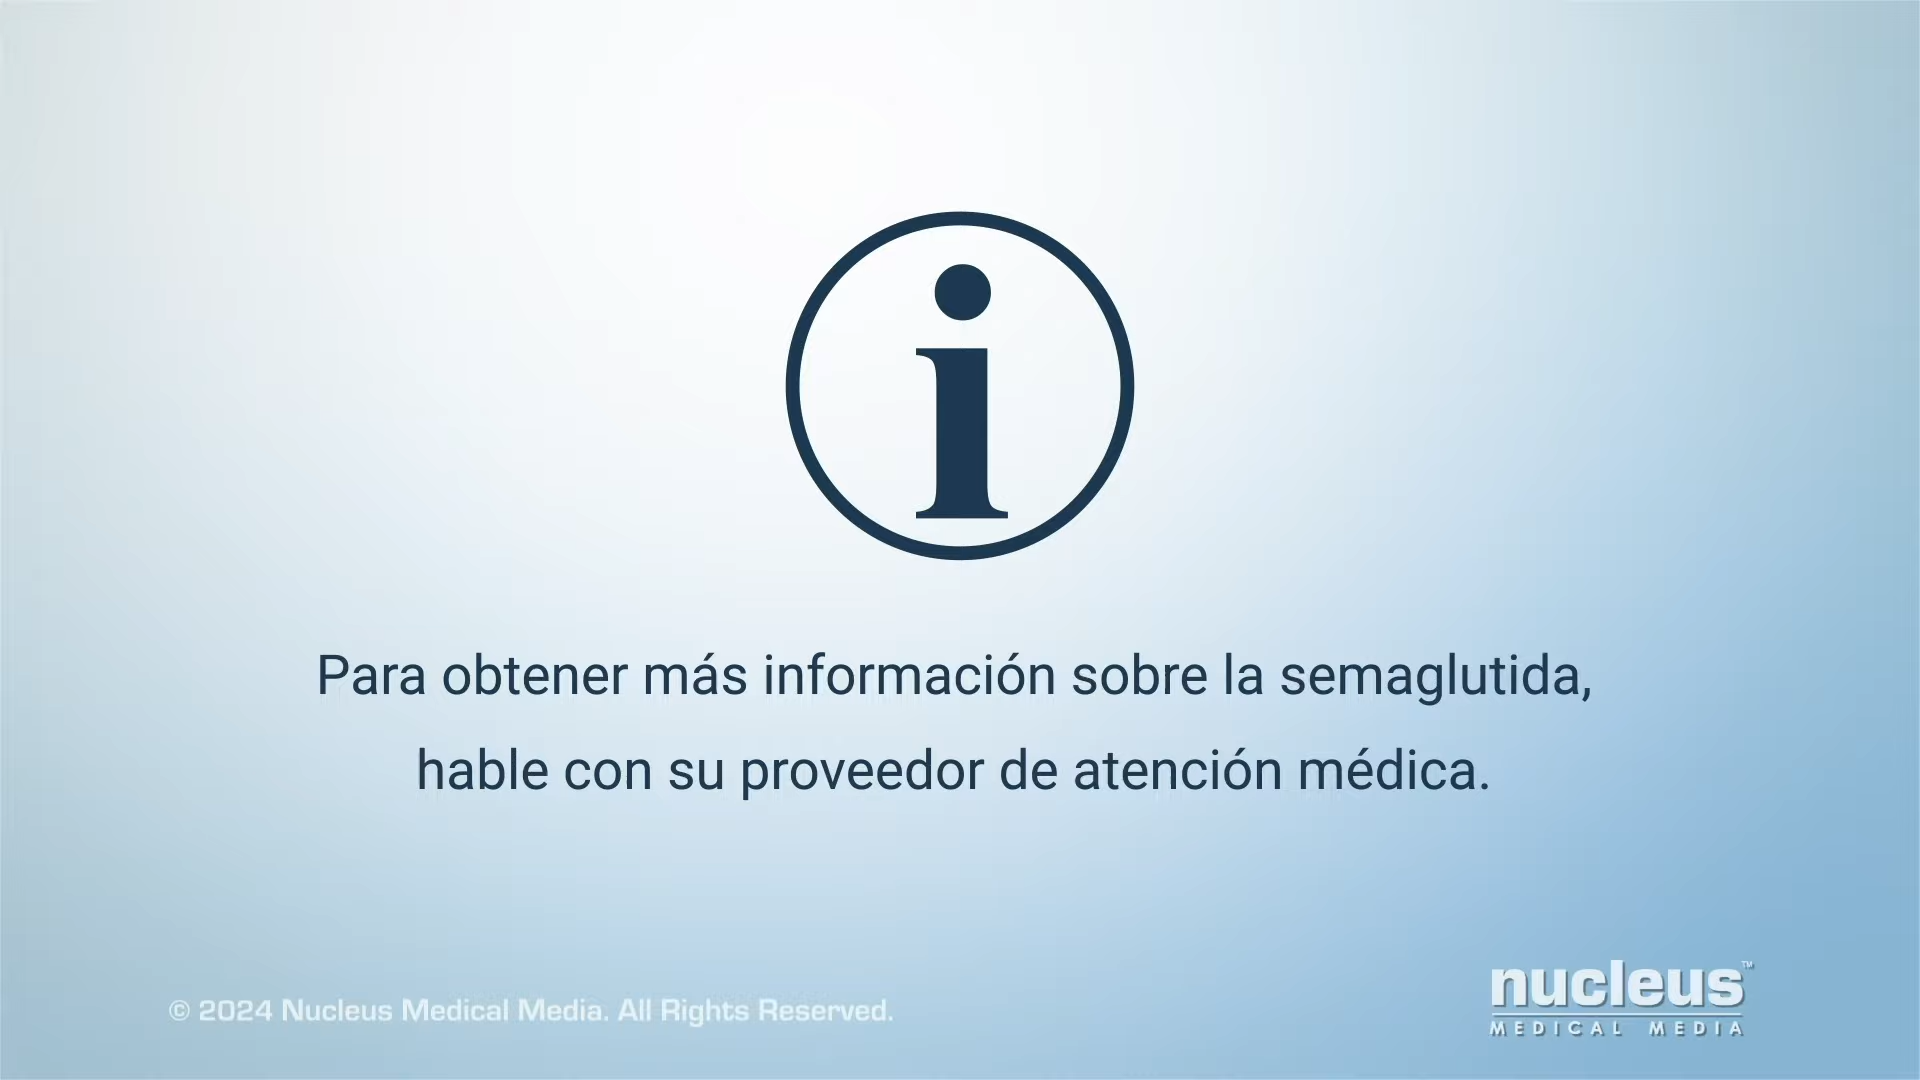 i
Para obtener más información sobre la semaglutida,
hable con su proveedor de atención médica.
© 2024 Nucleus Medical Media. All Rights Reserved.
nucleus™
MEDICAL MEDIA